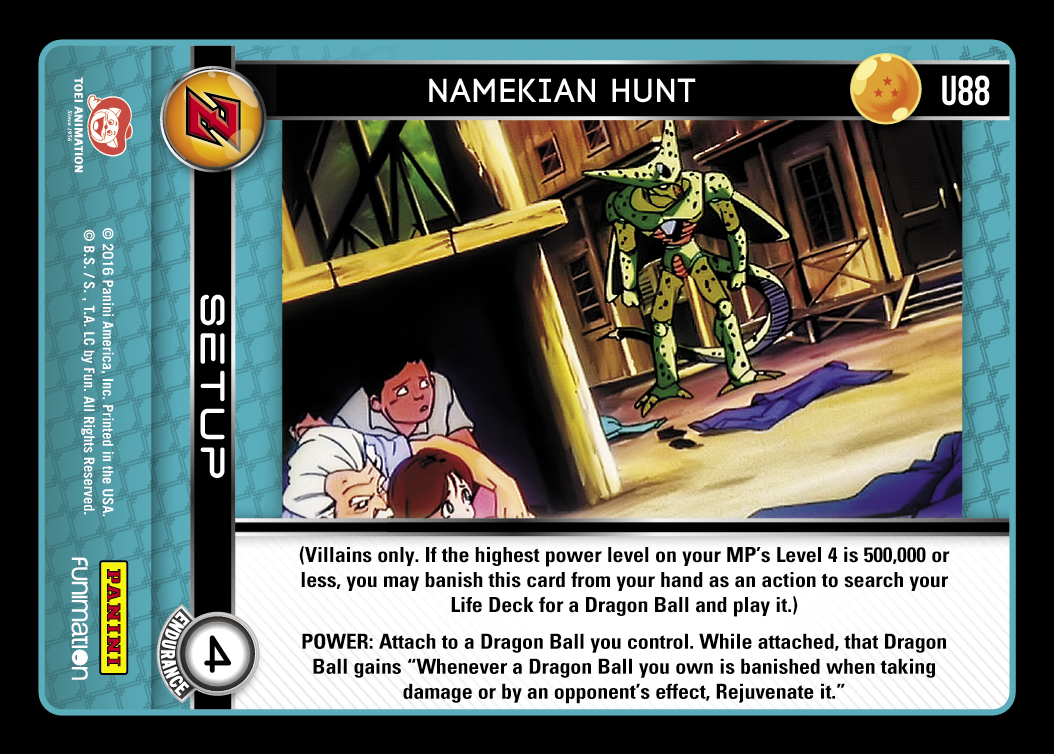 NAMEKIAN HUNT
U88
SETUP
(Villains only. If the highest power level on your MP's Level 4 is 500,000 or
less, you may banish this card from your hand as an action to search your
Life Deck for a Dragon Ball and play it.)
POWER: Attach to a Dragon Ball you control. While attached, that Dragon
Ball gains “Whenever a Dragon Ball you own is banished when taking
damage or by an opponent's effect, Rejuvenate it.”
ENDURANCE
4
TOEI ANIMATION
Since 1956
© 2016 Panini America, Inc. Printed in the USA.
© B.S. / S. , T.A. LC by Fun. All Rights Reserved.
PANINI
FUNIMATION